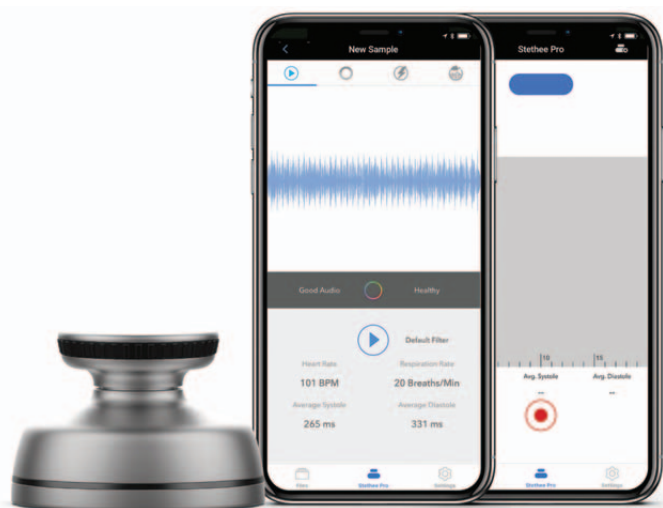 New Sample
Good Audio
Healthy
Default Filter
Heart Rate
Respiration Rate
101 BPM
20 Breaths/Min
Average Systole
Average Diastole
265 ms
331 ms
Files
Stethee Pro
Settings
Stethee Pro
10
15
Avg. Systole
Avg. Diastole
--
--
Stethee Pro
Settings